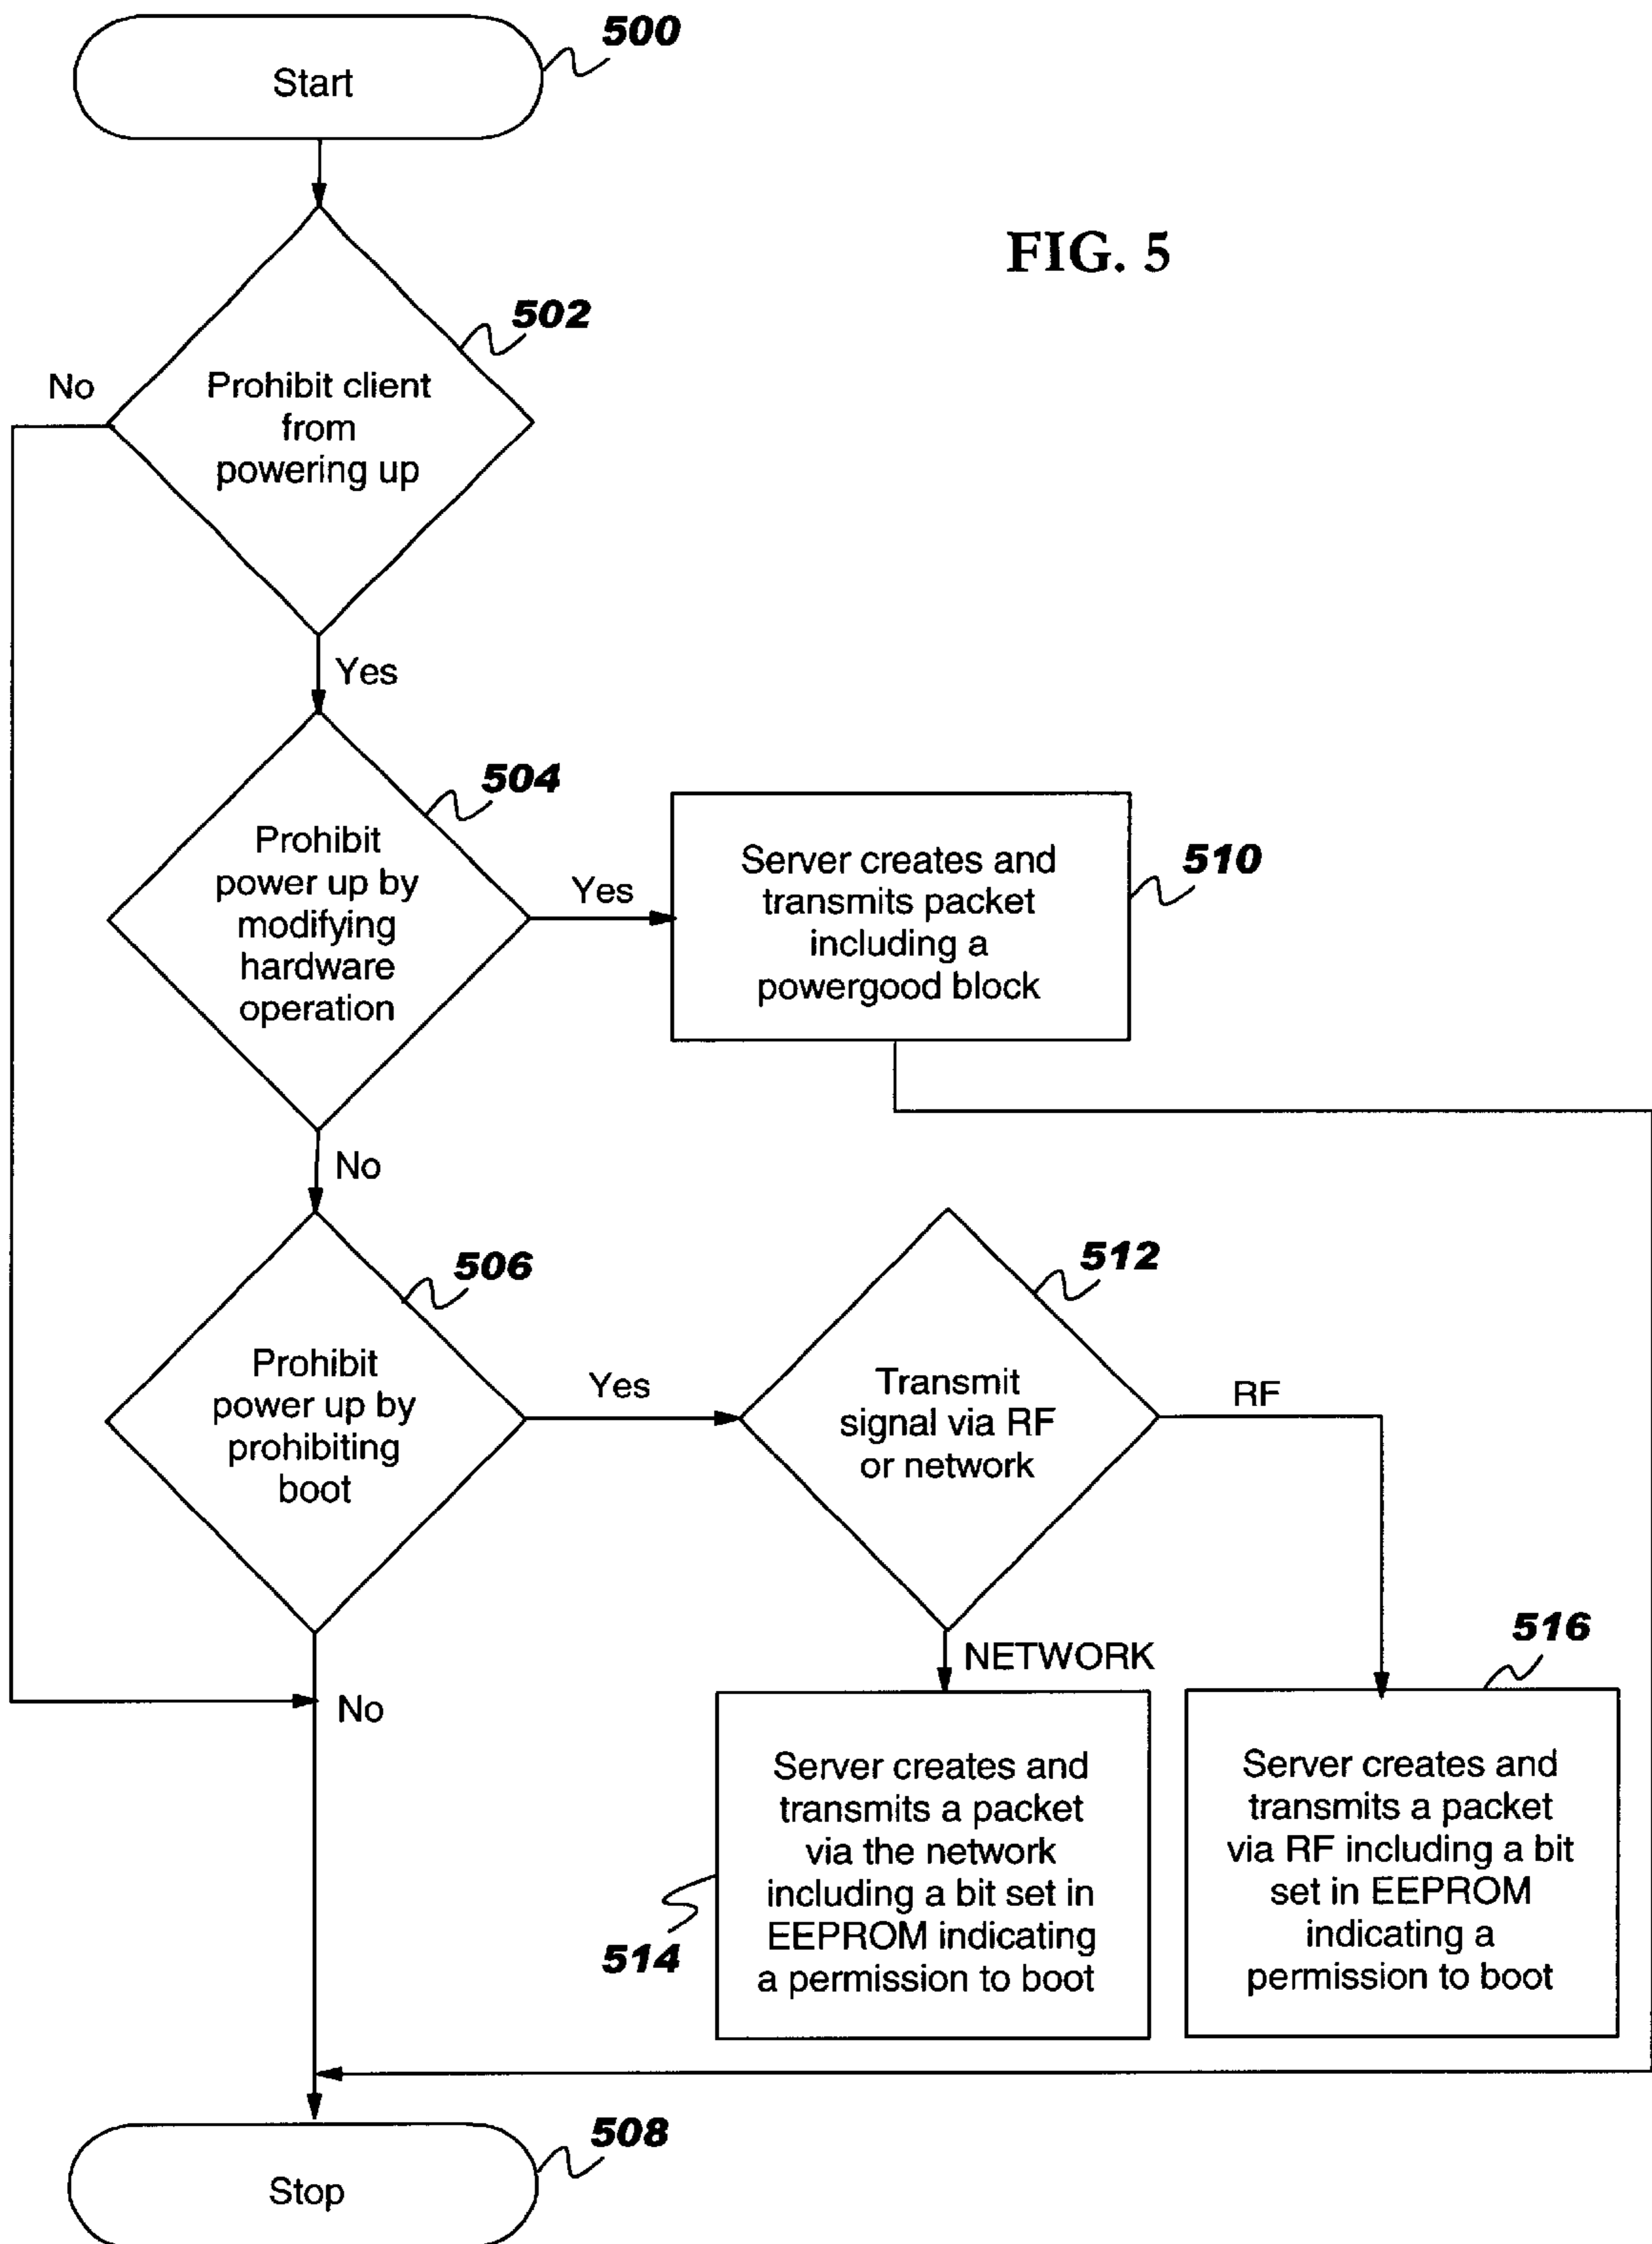 500
Start
FIG. 5
502
No
Prohibit client
from
powering up
Yes
504
Prohibit
power up by
modifying
hardware
operation
Yes
Server creates and
transmits packet
including a
powergood block
510
No
506
Prohibit
power up by
prohibiting
boot
Yes
512
Transmit
signal via RF
or network
RF
NETWORK
516
No
Server creates and
transmits a packet
via the network
including a bit set in
EEPROM indicating
a permission to boot
514
Server creates and
transmits a packet
via RF including a bit
set in EEPROM
indicating a
permission to boot
508
Stop